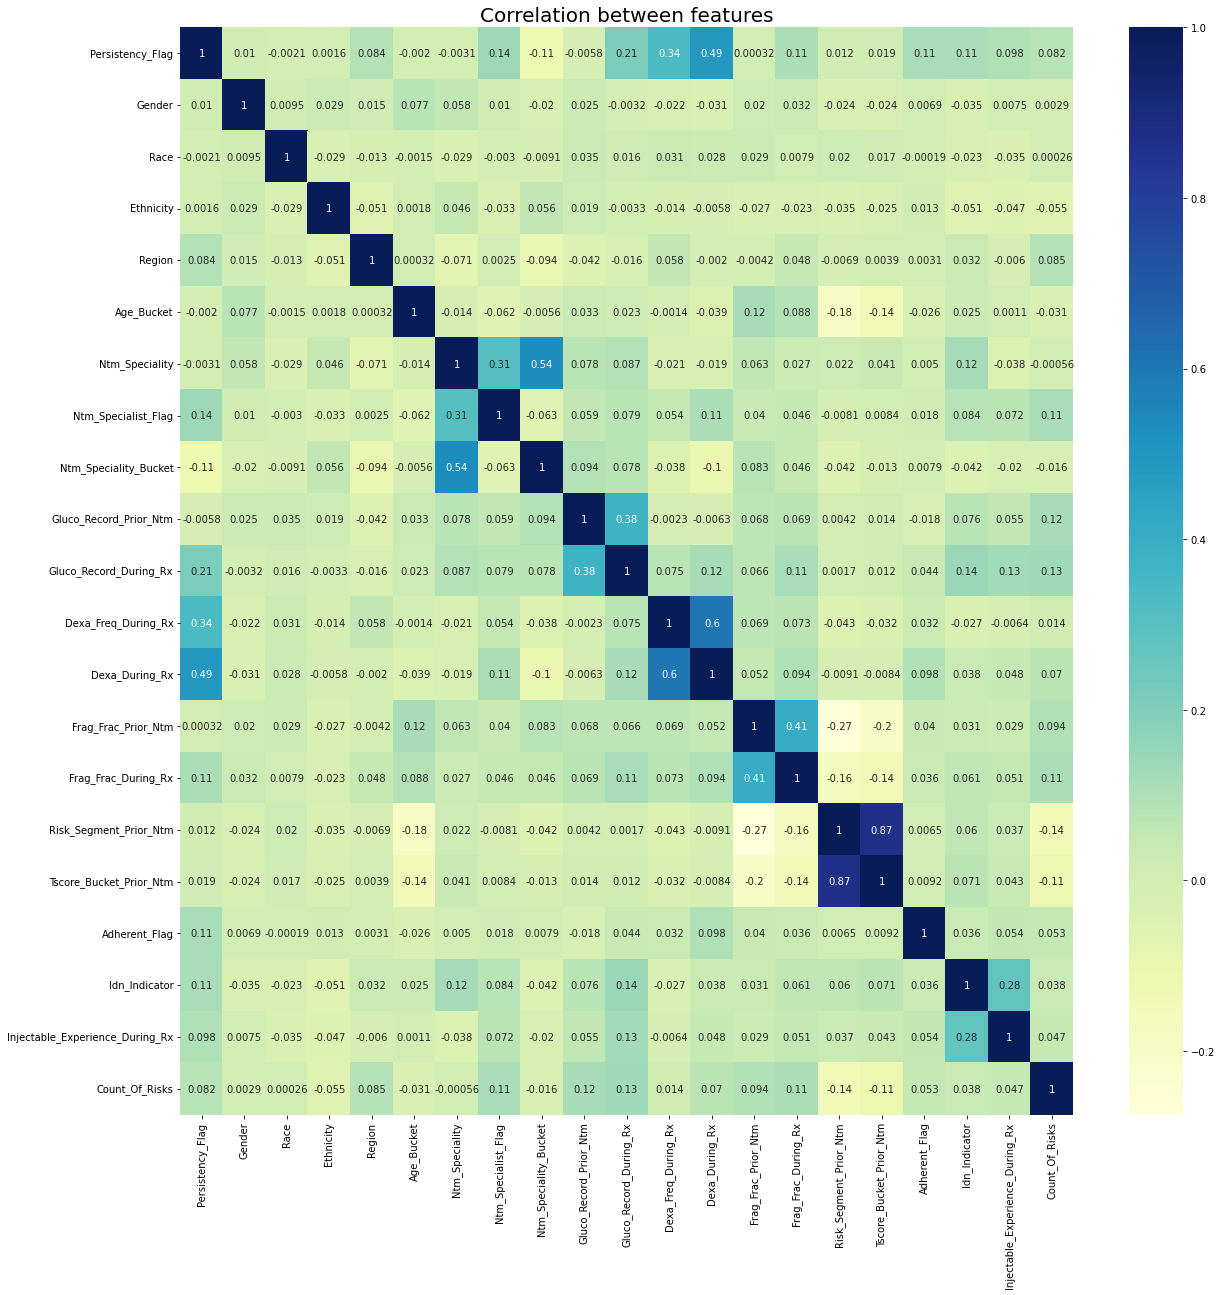 Correlation between features
Persistency_Flag 1 0.01 -0.0021 0.0016 0.084 -0.002 -0.0031 0.14 -0.11 -0.0058 0.21 0.34 0.49 0.00032 0.11 0.012 0.019 0.11 0.11 0.098 0.082
Gender 0.01 1 0.0095 0.029 0.015 0.077 0.058 0.01 -0.02 0.025 -0.0032 -0.022 -0.031 0.02 0.032 -0.024 -0.024 0.0069 -0.035 0.0075 0.0029
Race -0.0021 0.0095 1 -0.029 -0.013 -0.0015 -0.029 -0.003 -0.0091 0.035 0.016 0.031 0.028 0.029 0.0079 0.02 0.017 -0.00019 -0.023 -0.035 0.00026
Ethnicity 0.0016 0.029 -0.029 1 -0.051 0.0018 0.046 -0.033 0.056 0.019 -0.0033 -0.014 -0.0058 -0.027 -0.023 -0.035 -0.025 0.013 -0.051 -0.047 -0.055
Region 0.084 0.015 -0.013 -0.051 1 0.00032 -0.071 0.0025 -0.094 -0.042 -0.016 0.058 -0.002 -0.0042 0.048 -0.0069 0.0039 0.0031 0.032 -0.006 0.085
Age_Bucket -0.002 0.077 -0.0015 0.0018 0.00032 1 -0.014 -0.062 -0.0056 0.033 0.023 -0.0014 -0.039 0.12 0.088 -0.18 -0.14 -0.026 0.025 0.0011 -0.031
Ntm_Speciality -0.0031 0.058 -0.029 0.046 -0.071 -0.014 1 0.31 0.54 0.078 0.087 -0.021 -0.019 0.063 0.027 0.022 0.041 0.005 0.12 -0.038 -0.00056
Ntm_Specialist_Flag 0.14 0.01 -0.003 -0.033 0.0025 -0.062 0.31 1 -0.063 0.059 0.079 0.054 0.11 0.04 0.046 -0.0081 0.0084 0.018 0.084 0.072 0.11
Ntm_Speciality_Bucket -0.11 -0.02 -0.0091 0.056 -0.094 -0.0056 0.54 -0.063 1 0.094 0.078 -0.038 -0.1 0.083 0.046 -0.042 -0.013 0.0079 -0.042 -0.02 -0.016
Gluco_Record_Prior_Ntm -0.0058 0.025 0.035 0.019 -0.042 0.033 0.078 0.059 0.094 1 0.38 -0.0023 -0.0063 0.068 0.069 0.0042 0.014 -0.018 0.076 0.055 0.12
Gluco_Record_During_Rx 0.21 -0.0032 0.016 -0.0033 -0.016 0.023 0.087 0.079 0.078 0.38 1 0.075 0.12 0.066 0.11 0.0017 0.012 0.044 0.14 0.13 0.13
Dexa_Freq_During_Rx 0.34 -0.022 0.031 -0.014 0.058 -0.0014 -0.021 0.054 -0.038 -0.0023 0.075 1 0.6 0.069 0.073 -0.043 -0.032 0.032 -0.027 -0.0064 0.014
Dexa_During_Rx 0.49 -0.031 0.028 -0.0058 -0.002 -0.039 -0.019 0.11 -0.1 -0.0063 0.12 0.6 1 0.052 0.094 -0.0091 -0.0084 0.098 0.038 0.048 0.07
Frag_Frac_Prior_Ntm 0.00032 0.02 0.029 -0.027 -0.0042 0.12 0.063 0.04 0.083 0.068 0.066 0.069 0.052 1 0.41 -0.27 -0.2 0.04 0.031 0.029 0.094
Frag_Frac_During_Rx 0.11 0.032 0.0079 -0.023 0.048 0.088 0.027 0.046 0.046 0.069 0.11 0.073 0.094 0.41 1 -0.16 -0.14 0.036 0.061 0.051 0.11
Risk_Segment_Prior_Ntm 0.012 -0.024 0.02 -0.035 -0.0069 -0.18 0.022 -0.0081 -0.042 0.0042 0.0017 -0.043 -0.0091 -0.27 -0.16 1 0.87 0.0065 0.06 0.037 -0.14
Tscore_Bucket_Prior_Ntm 0.019 -0.024 0.017 -0.025 0.0039 -0.14 0.041 0.0084 -0.013 0.014 0.012 -0.032 -0.0084 -0.2 -0.14 0.87 1 0.0092 0.071 0.043 -0.11
Adherent_Flag 0.11 0.0069 -0.00019 0.013 0.0031 -0.026 0.005 0.018 0.0079 -0.018 0.044 0.032 0.098 0.04 0.036 0.0065 0.0092 1 0.036 0.054 0.053
Idn_Indicator 0.11 -0.035 -0.023 -0.051 0.032 0.025 0.12 0.084 -0.042 0.076 0.14 -0.027 0.038 0.031 0.061 0.06 0.071 0.036 1 0.28 0.038
Injectable_Experience_During_Rx 0.098 0.0075 -0.035 -0.047 -0.006 0.0011 -0.038 0.072 -0.02 0.055 0.13 -0.0064 0.048 0.029 0.051 0.037 0.043 0.054 0.28 1 0.047
Count_Of_Risks 0.082 0.0029 0.00026 -0.055 0.085 -0.031 -0.00056 0.11 -0.016 0.12 0.13 0.014 0.07 0.094 0.11 -0.14 -0.11 0.053 0.038 0.047 1
Persistency_Flag
Gender
Race
Ethnicity
Region
Age_Bucket
Ntm_Speciality
Ntm_Specialist_Flag
Ntm_Speciality_Bucket
Gluco_Record_Prior_Ntm
Gluco_Record_During_Rx
Dexa_Freq_During_Rx
Dexa_During_Rx
Frag_Frac_Prior_Ntm
Frag_Frac_During_Rx
Risk_Segment_Prior_Ntm
Tscore_Bucket_Prior_Ntm
Adherent_Flag
Idn_Indicator
Injectable_Experience_During_Rx
Count_Of_Risks
1.0
0.8
0.6
0.4
0.2
0.0
−0.2